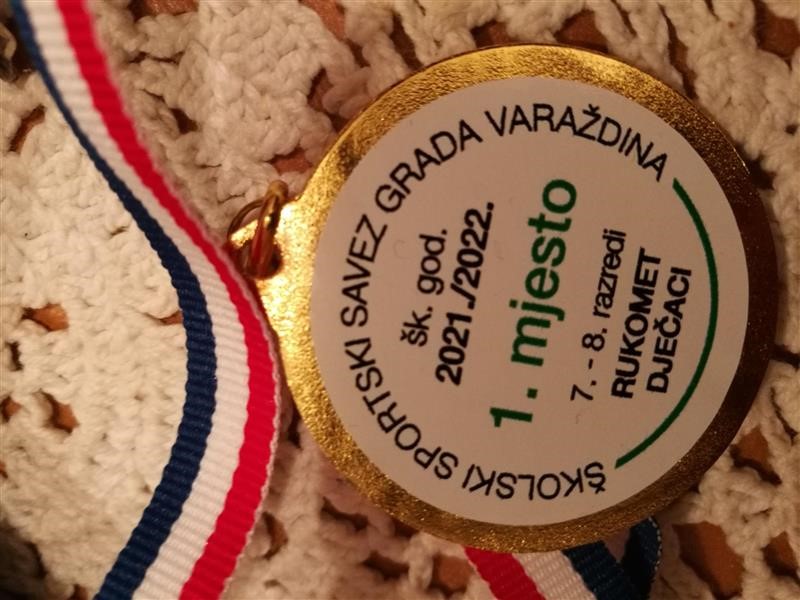 ŠKOLSKI SPORTSKI SAVEZ GRADA VARAŽDINA
šk. god.
2021./2022.
1. mjesto
7. - 8. razredi
RUKOMET
DJEČACI